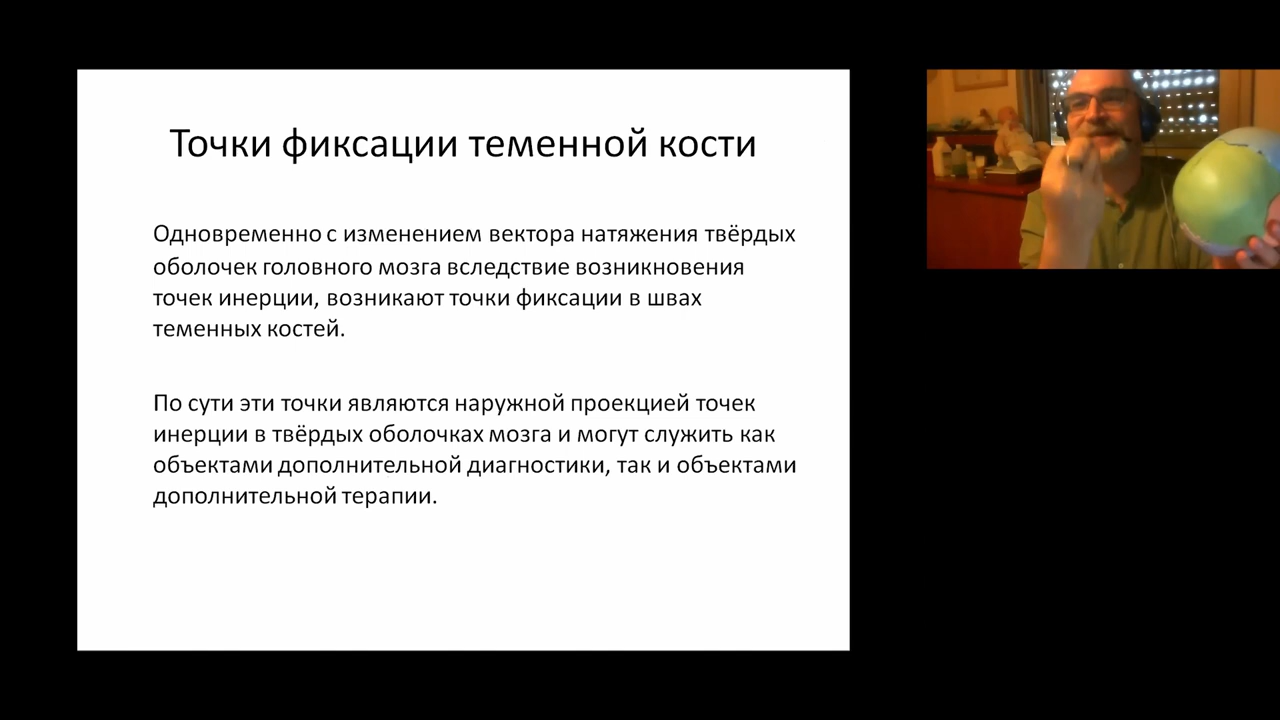 Точки фиксации теменной кости
Одновременно с изменением вектора натяжения твёрдых
оболочек головного мозга вследствие возникновения
точек инерции, возникают точки фиксации в швах
теменных костей.
По сути эти точки являются наружной проекцией точек
инерции в твёрдых оболочках мозга и могут служить как
объектами дополнительной диагностики, так и объектами
дополнительной терапии.